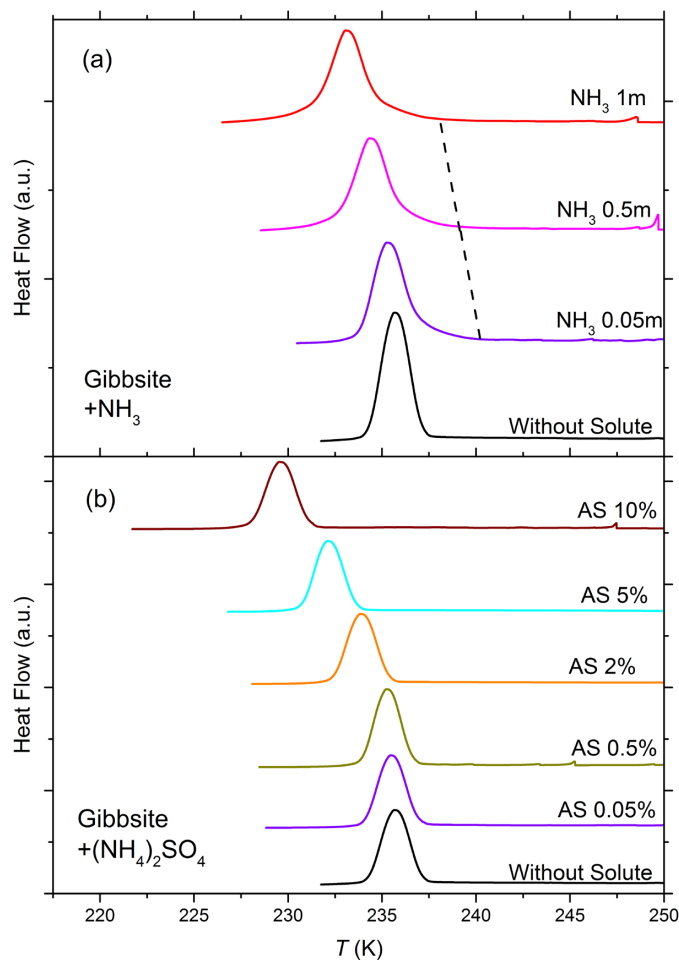 (a)
NH₃ 1m
NH₃ 0.5m
NH₃ 0.05m
Without Solute
Gibbsite
+NH₃
Heat Flow (a.u.)
(b)
AS 10%
AS 5%
AS 2%
AS 0.5%
AS 0.05%
Without Solute
Gibbsite
+(NH₄)₂SO₄
Heat Flow (a.u.)
220 225 230 235 240 245 250
T (K)